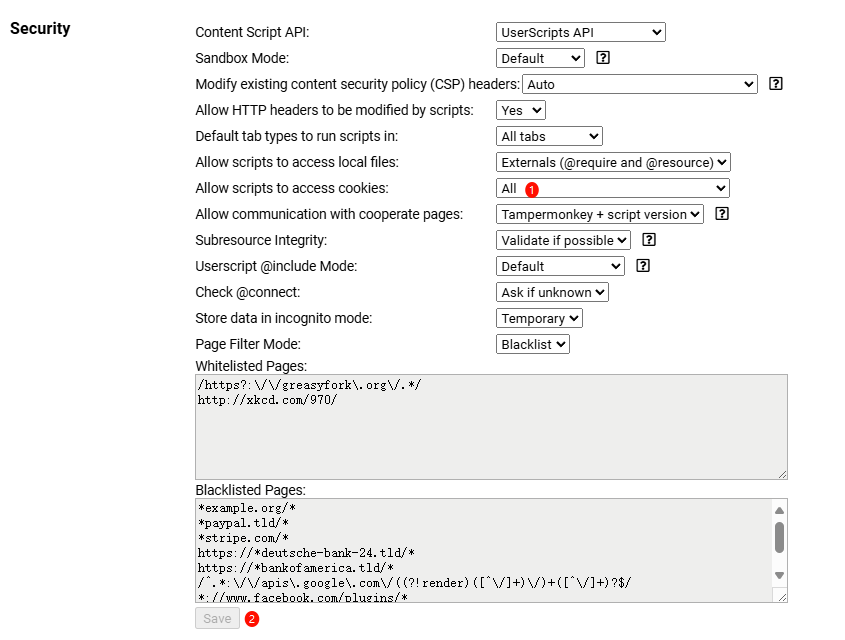 Security
Content Script API: UserScripts API
Sandbox Mode: Default ?
Modify existing content security policy (CSP) headers: Auto ?
Allow HTTP headers to be modified by scripts: Yes
Default tab types to run scripts in: All tabs
Allow scripts to access local files: Externals (@require and @resource)
Allow scripts to access cookies: All 1
Allow communication with cooperate pages: Tampermonkey + script version ?
Subresource Integrity: Validate if possible ?
Userscript @include Mode: Default ?
Check @connect: Ask if unknown
Store data in incognito mode: Temporary
Page Filter Mode: Blacklist
Whitelisted Pages:
/https?:\/\/greasyfork\.org\/.*/
http://xkcd.com/970/
Blacklisted Pages:
*example.org/*
*paypal.tld/*
*stripe.com/*
https://*deutsche-bank-24.tld/*
https://*bankofamerica.tld/*
/^.*:\/\/apis\.google\.com\/((?!render)([^\/]+)\/)+([^\/]+)?$/
*://www.facebook.com/plugins/*
Save 2